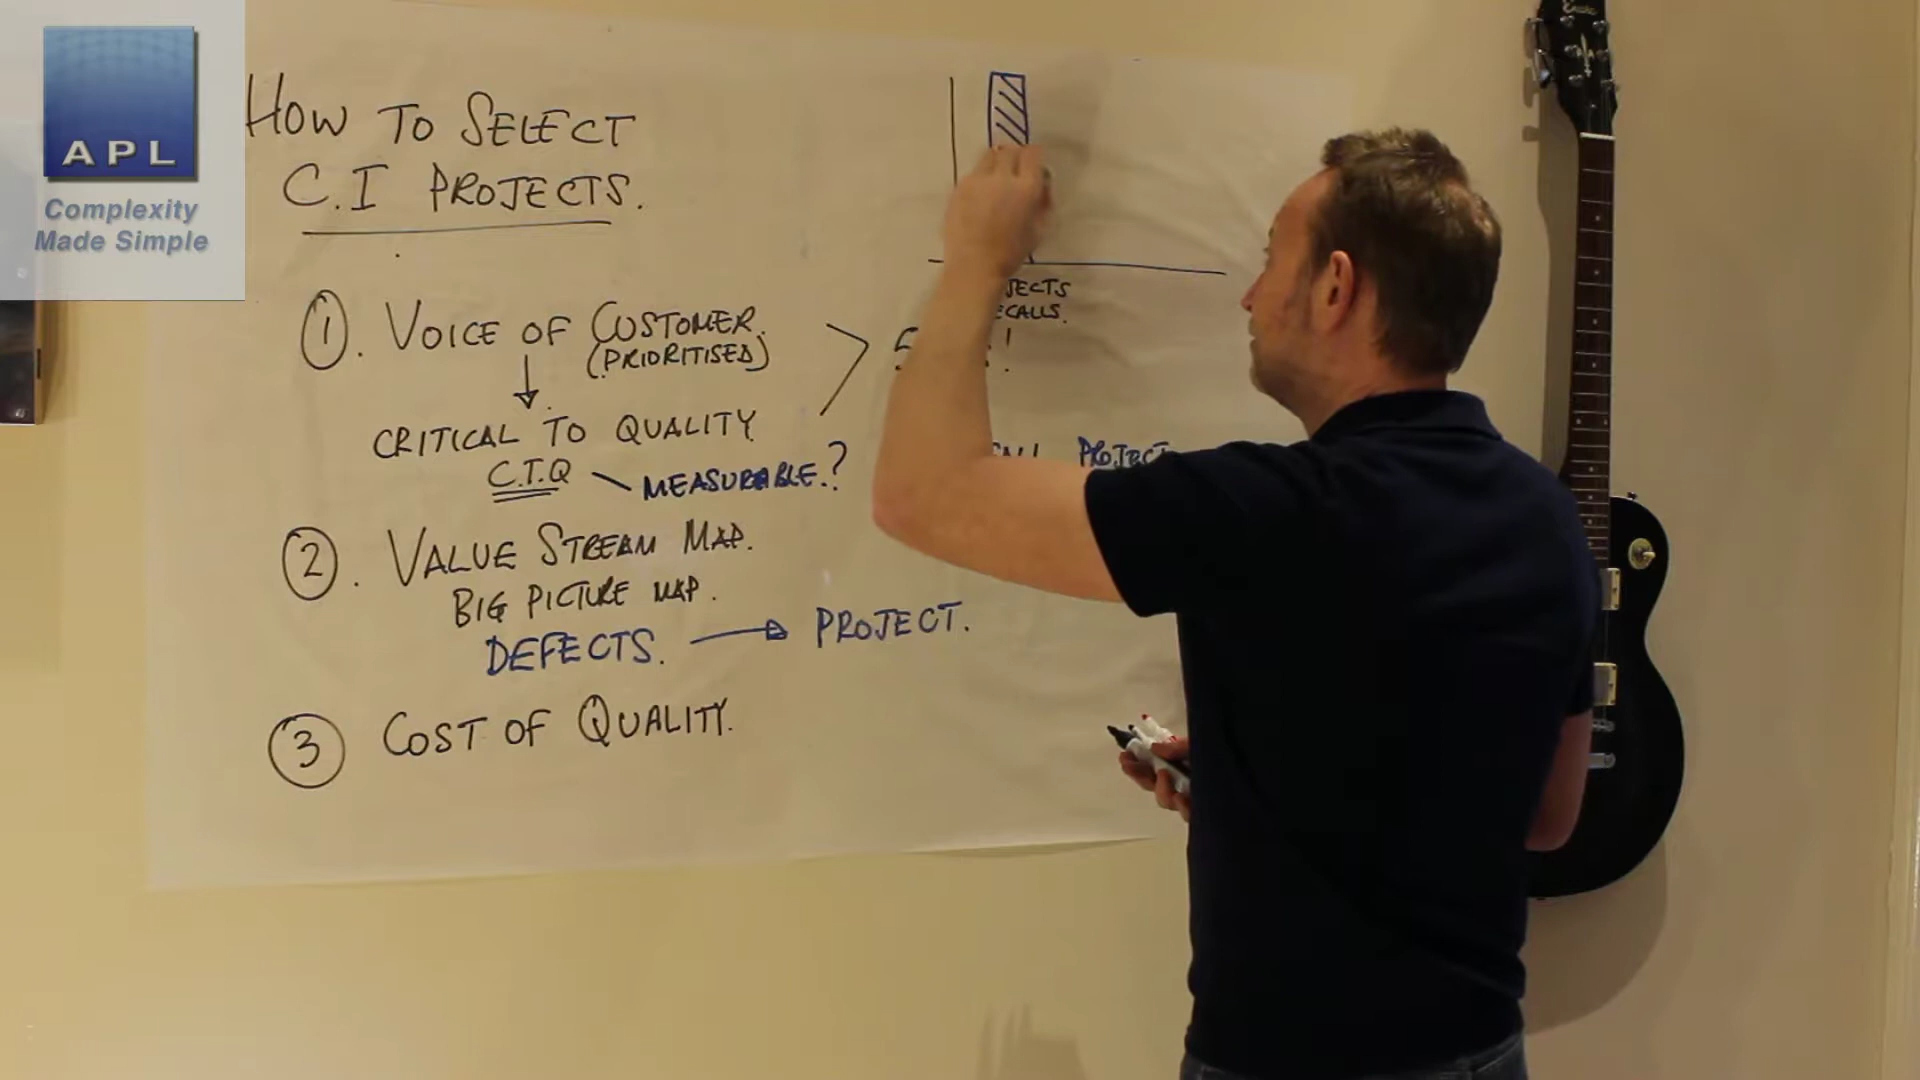 APL
Complexity
Made Simple
HOW TO SELECT
C.I PROJECTS.
1. VOICE OF CUSTOMER.
(PRIORITISED)
CRITICAL TO QUALITY
C.T.Q MEASURABLE.?
2. VALUE STREAM MAP.
BIG PICTURE MAP.
DEFECTS. → PROJECT.
3 COST OF QUALITY.
PROJECT